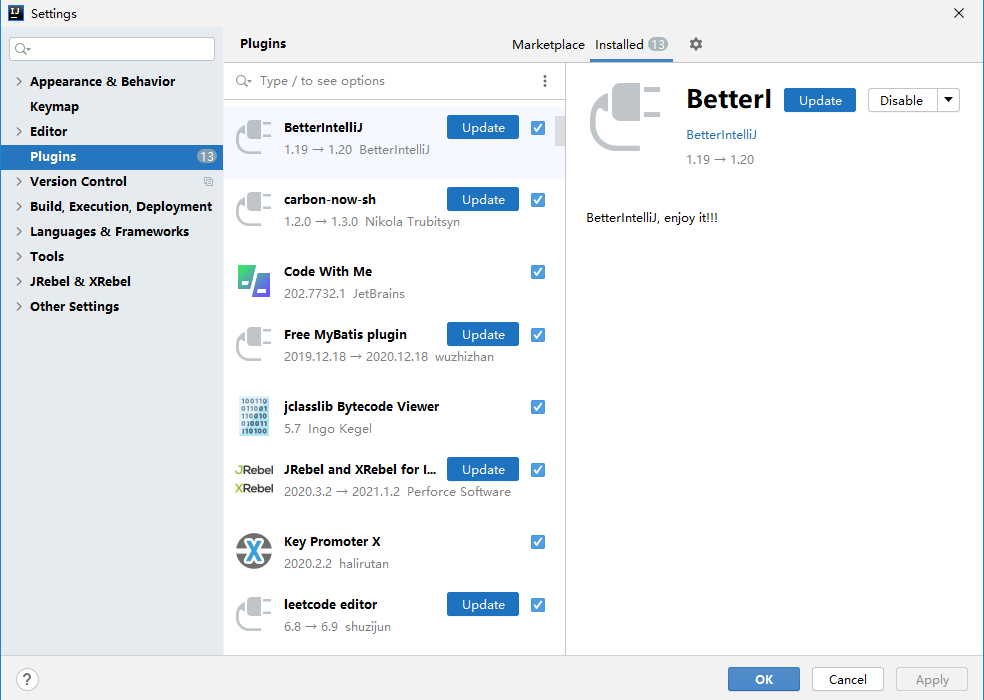 Settings
Plugins
Marketplace Installed 13
Type / to see options
Appearance & Behavior
Keymap
Editor
Plugins 13
Version Control
Build, Execution, Deployment
Languages & Frameworks
Tools
JRebel & XRebel
Other Settings
BetterIntelliJ Update
1.19 → 1.20 BetterIntelliJ
carbon-now-sh Update
1.2.0 → 1.3.0 Nikola Trubitsyn
Code With Me
202.7732.1 JetBrains
Free MyBatis plugin Update
2019.12.18 → 2020.12.18 wuzhizhan
100110
011001
110010
010011
110100
jclasslib Bytecode Viewer
5.7 Ingo Kegel
JRebel
XRebel
JRebel and XRebel for I... Update
2020.3.2 → 2021.1.2 Perforce Software
Key Promoter X
2020.2.2 halirutan
leetcode editor Update
6.8 → 6.9 shuzijun
BetterI Update Disable
BetterIntelliJ
1.19 → 1.20
BetterIntelliJ, enjoy it!!!
? OK Cancel Apply